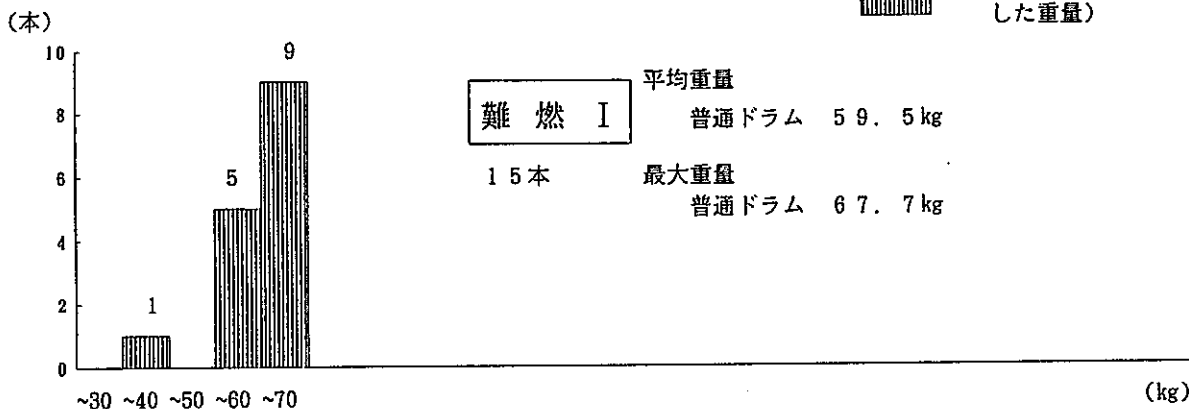 した重量)
(本)
10
8
6
4
2
0
1
5
9
難燃 I
15本
平均重量
普通ドラム 59.5kg
最大重量
普通ドラム 67.7kg
~30 ~40 ~50 ~60 ~70
(kg)